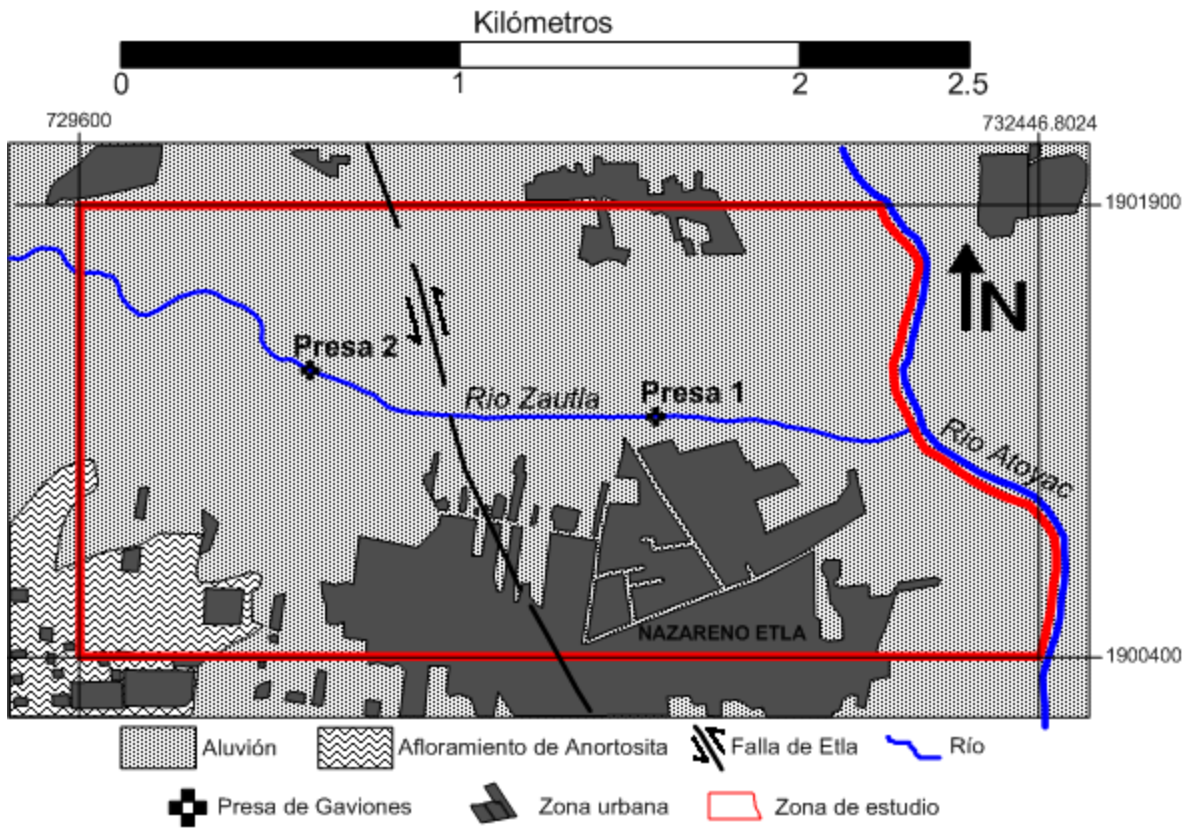 Kilómetros
0 1 2 2.5
729600 732446.8024
1901900
N
Presa 2
Río Zautla
Presa 1
Río Atoyac
NAZARENO ETLA
1900400
Aluvión Afloramiento de Anortosita Falla de Etla Río
Presa de Gaviones Zona urbana Zona de estudio